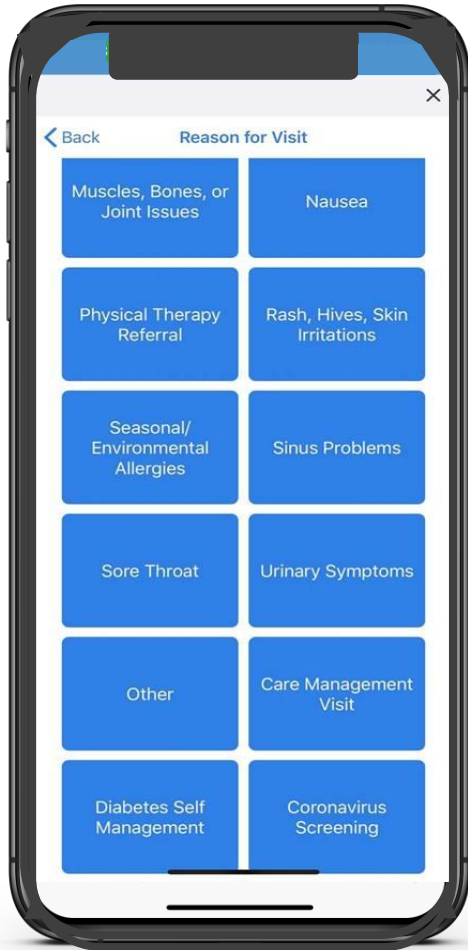 Back
Reason for Visit
Muscles, Bones, or
Joint Issues
Nausea
Physical Therapy
Referral
Rash, Hives, Skin
Irritations
Seasonal/
Environmental
Allergies
Sinus Problems
Sore Throat
Urinary Symptoms
Other
Care Management
Visit
Diabetes Self
Management
Coronavirus
Screening